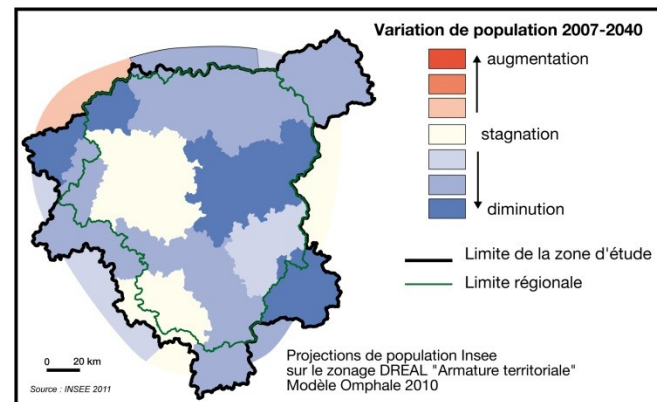 Variation de population 2007-2040
augmentation
stagnation
diminution
Limite de la zone d'étude
Limite régionale
0 20 km
Source : INSEE 2011
Projections de population Insee
sur le zonage DREAL "Armature territoriale"
Modèle Omphale 2010